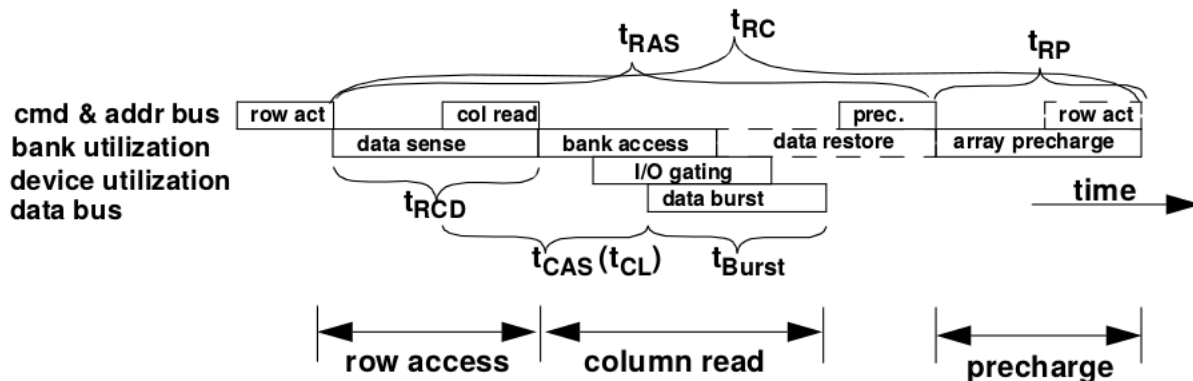 tRC
tRAS
tRP
cmd & addr bus row act col read prec. row act
bank utilization data sense bank access data restore array precharge
device utilization I/O gating
data bus data burst
time
tRCD
tCAS (tCL) tBurst
row access column read precharge